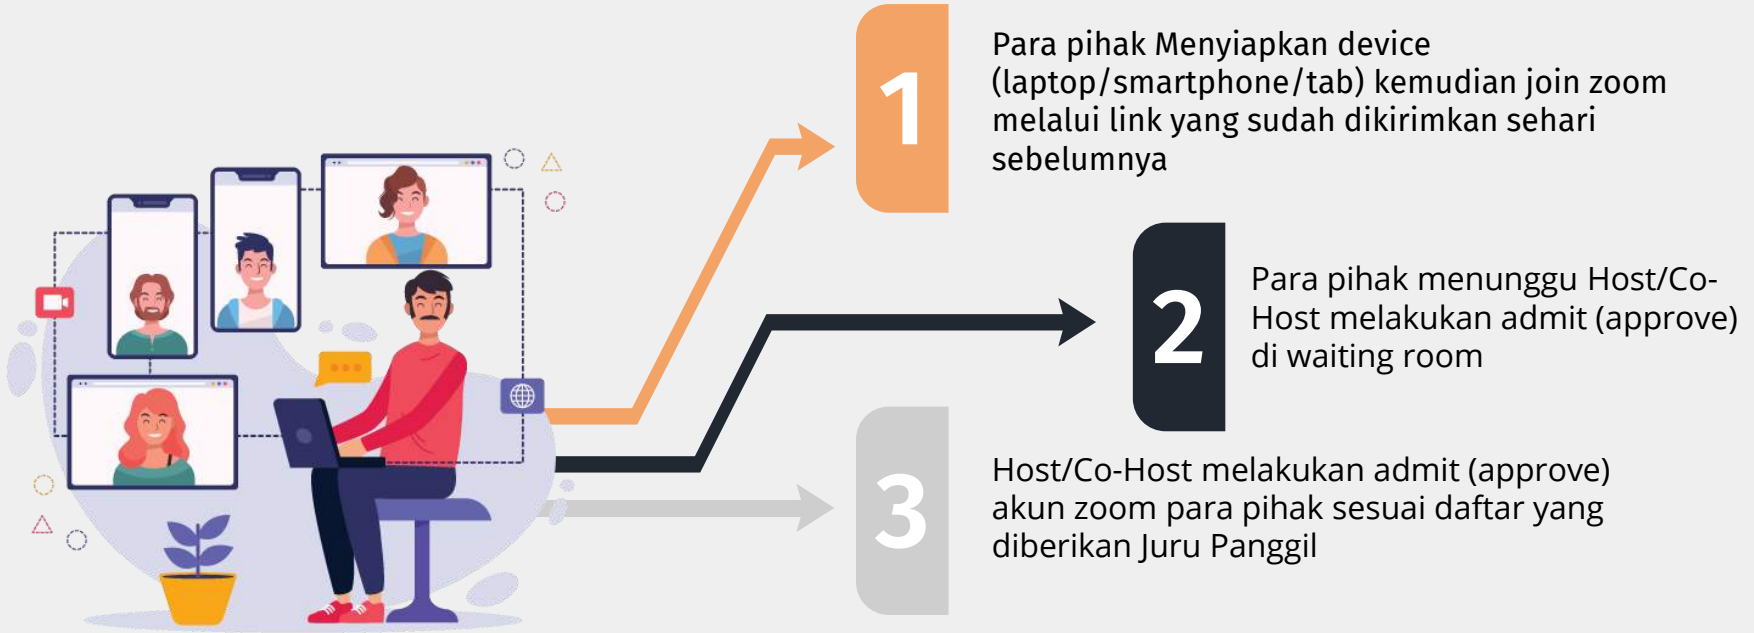 1
Para pihak Menyiapkan device
(laptop/smartphone/tab) kemudian join zoom
melalui link yang sudah dikirimkan sehari
sebelumnya
2
Para pihak menunggu Host/Co-
Host melakukan admit (approve)
di waiting room
3
Host/Co-Host melakukan admit (approve)
akun zoom para pihak sesuai daftar yang
diberikan Juru Panggil